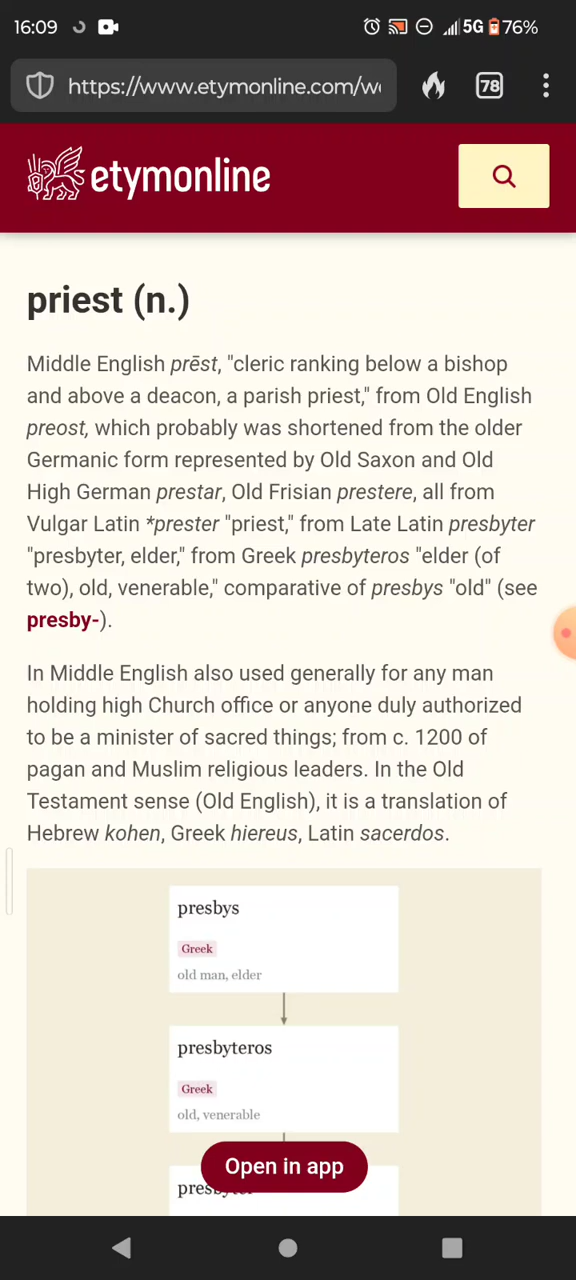 16:09 5G 76%
https://www.etymonline.com/w
78
etymonline
priest (n.)
Middle English prēst, "cleric ranking below a bishop
and above a deacon, a parish priest," from Old English
preost, which probably was shortened from the older
Germanic form represented by Old Saxon and Old
High German prestar, Old Frisian prestere, all from
Vulgar Latin *prester "priest," from Late Latin presbyter
"presbyter, elder," from Greek presbyteros "elder (of
two), old, venerable," comparative of presbys "old" (see
presby-).
In Middle English also used generally for any man
holding high Church office or anyone duly authorized
to be a minister of sacred things; from c. 1200 of
pagan and Muslim religious leaders. In the Old
Testament sense (Old English), it is a translation of
Hebrew kohen, Greek hiereus, Latin sacerdos.
presbys
Greek
old man, elder
presbyteros
Greek
old, venerable
Open in app